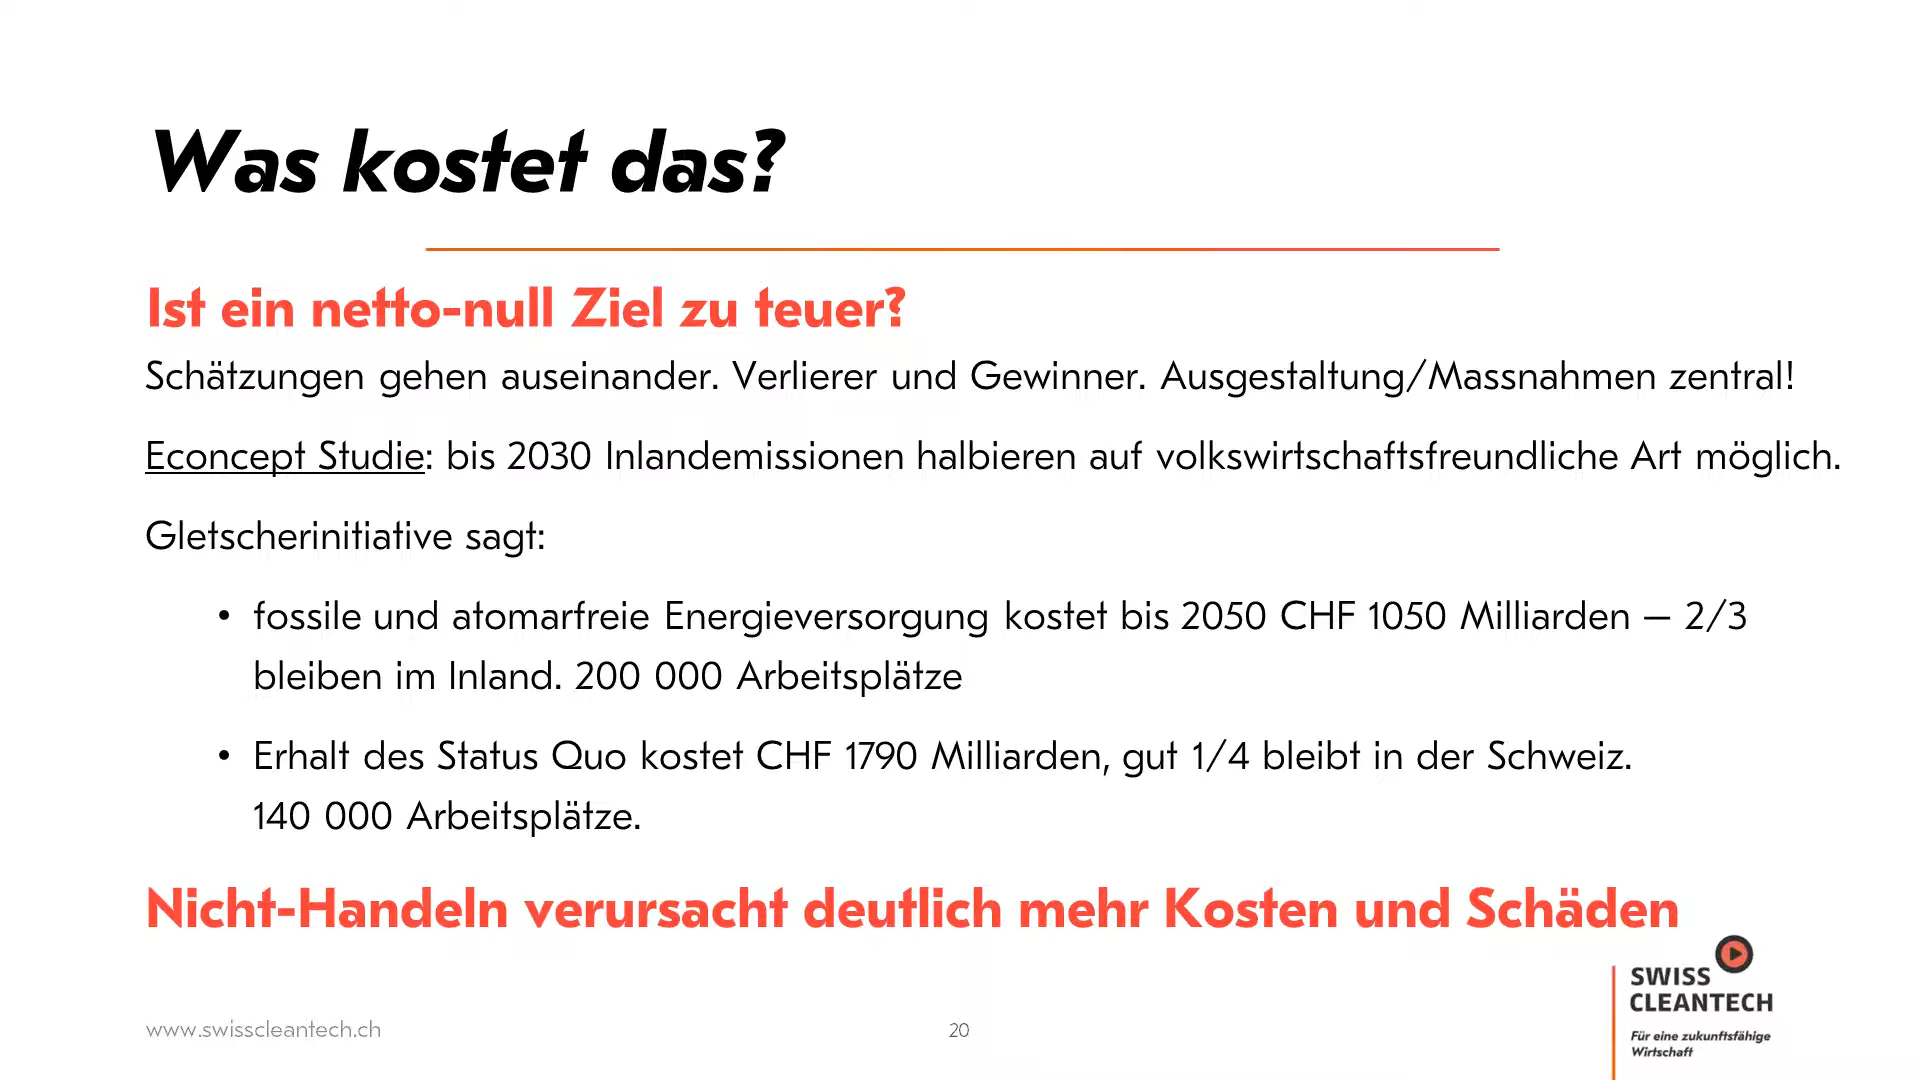 Was kostet das?
Ist ein netto-null Ziel zu teuer?
Schätzungen gehen auseinander. Verlierer und Gewinner. Ausgestaltung/Massnahmen zentral!
Econcept Studie: bis 2030 Inlandemissionen halbieren auf volkswirtschaftsfreundliche Art möglich.
Gletscherinitiative sagt:
• fossile und atomarfreie Energieversorgung kostet bis 2050 CHF 1050 Milliarden – 2/3
bleiben im Inland. 200 000 Arbeitsplätze
• Erhalt des Status Quo kostet CHF 1790 Milliarden, gut 1/4 bleibt in der Schweiz.
140 000 Arbeitsplätze.
Nicht-Handeln verursacht deutlich mehr Kosten und Schäden
SWISS
CLEANTECH
Für eine zukunftsfähige
Wirtschaft
www.swisscleantech.ch
20